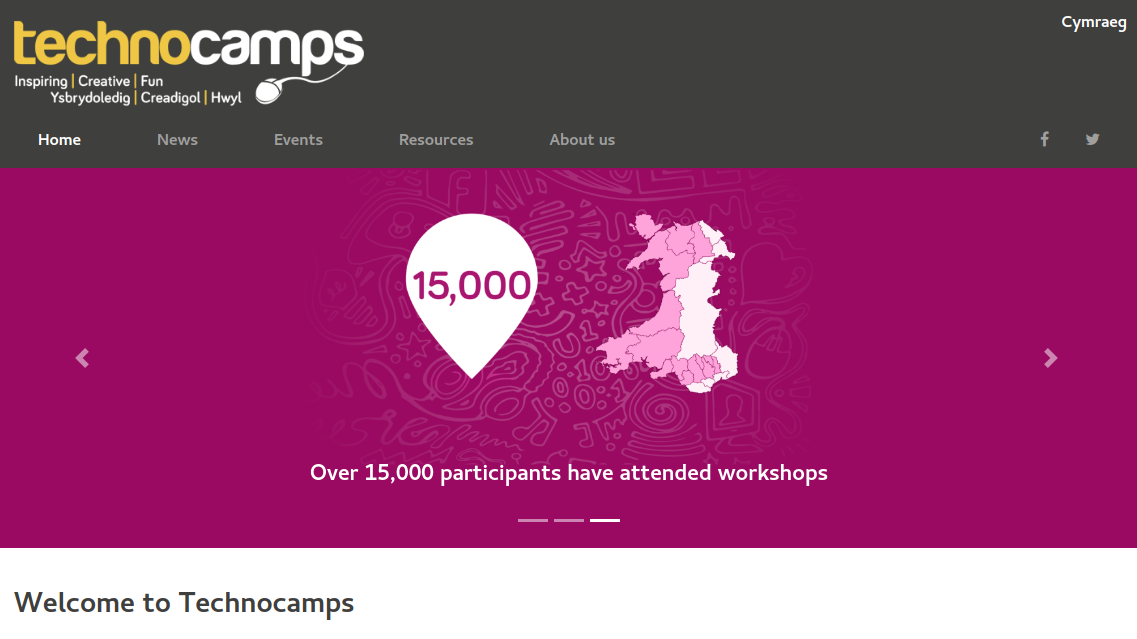 Cymraeg
technocamps
Inspiring | Creative | Fun
Ysbrydoledig | Creadigol | Hwyl
Home News Events Resources About us
15,000
Over 15,000 participants have attended workshops
Welcome to Technocamps